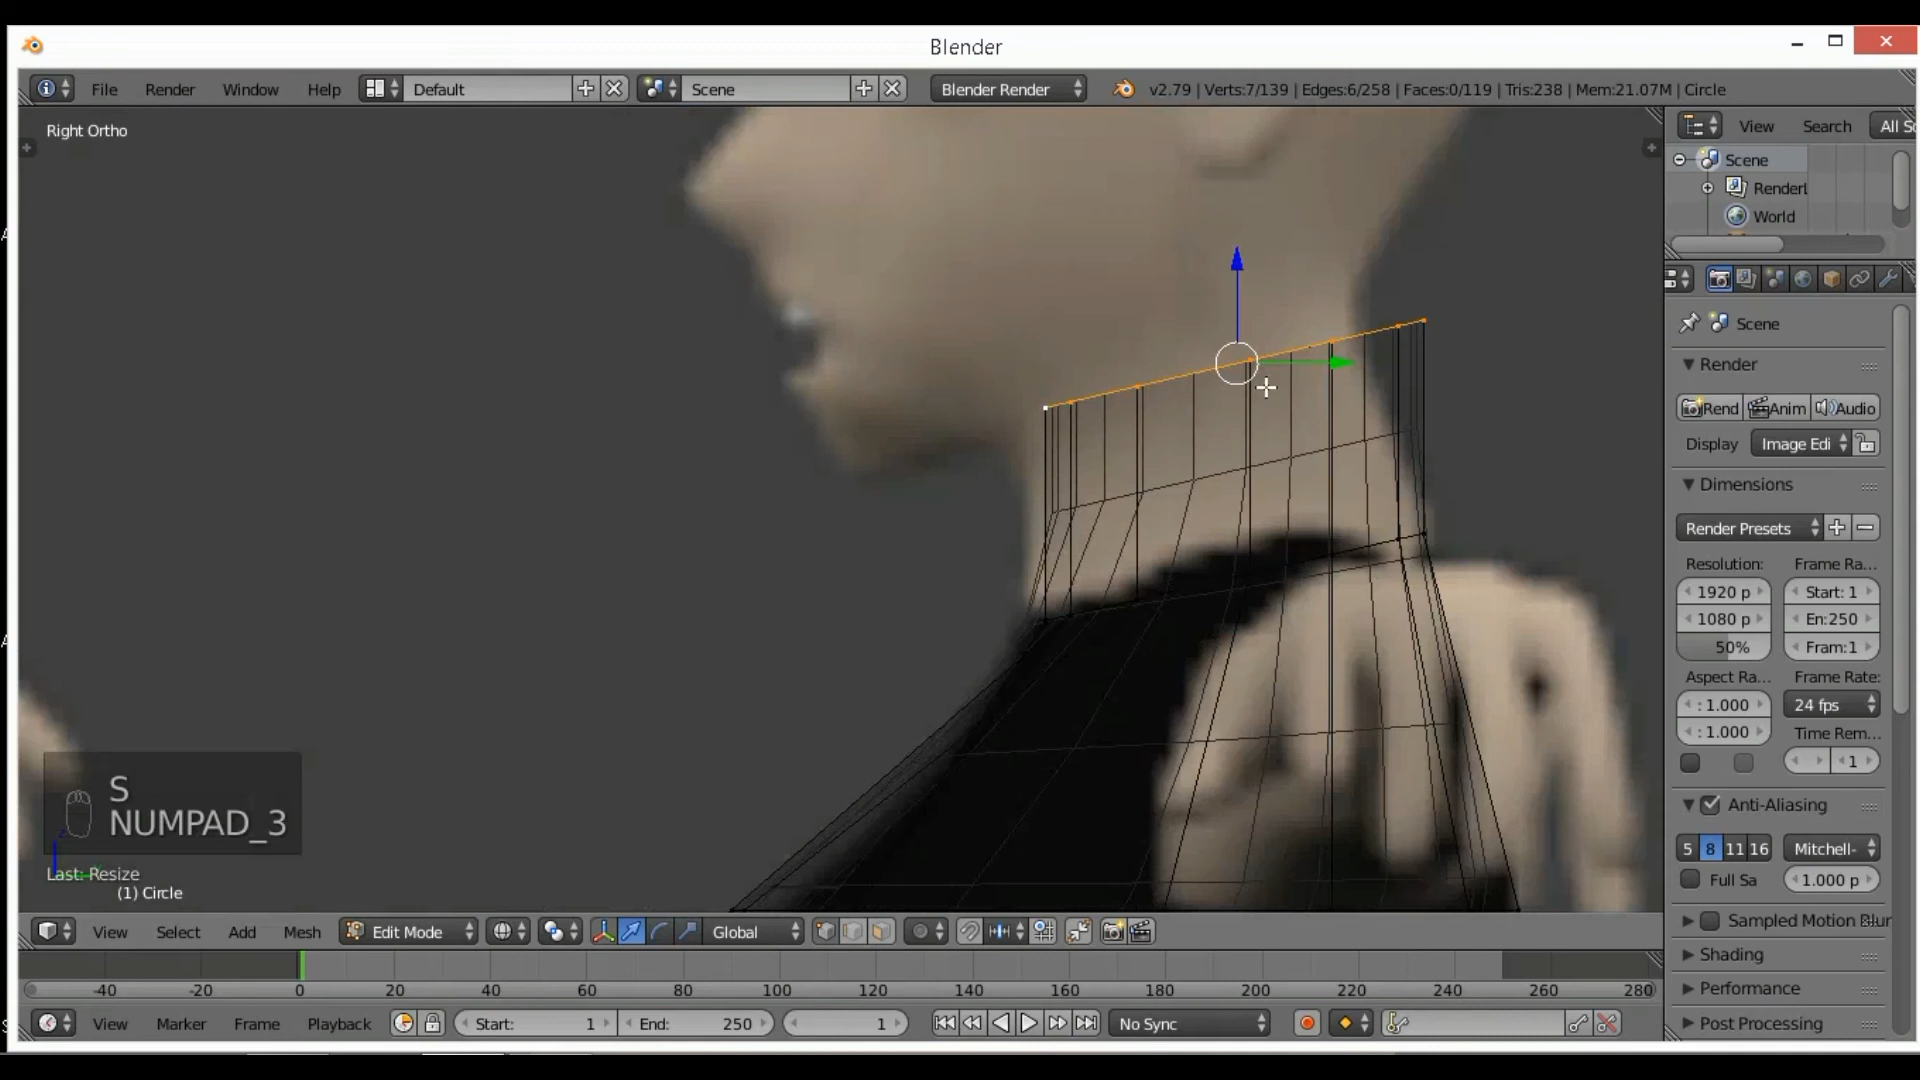 Blender
File Render Window Help Default Scene Blender Render v2.79 | Verts:7/139 | Edges:6/258 | Faces:0/119 | Tris:238 | Mem:21.07M | Circle
Right Ortho
View Search All S
Scene
RenderL
World
Scene
Render
Rend Anim Audio
Display Image Edi
Dimensions
Render Presets
Resolution: Frame Ra...
1920 p Start: 1
1080 p En:250
50% Fram:1
Aspect Ra... Frame Rate:
: 1.000 24 fps
: 1.000 Time Rem...
1
Anti-Aliasing
5 8 11 16 Mitchell-
Full Sa 1.000 p
Sampled Motion Blur
Shading
Performance
Post Processing
S
NUMPAD_3
z
Last: Resize
(1) Circle
View Select Add Mesh Edit Mode Global
-40 -20 0 20 40 60 80 100 120 140 160 180 200 220 240 260 280
View Marker Frame Playback Start: 1 End: 250 1 No Sync